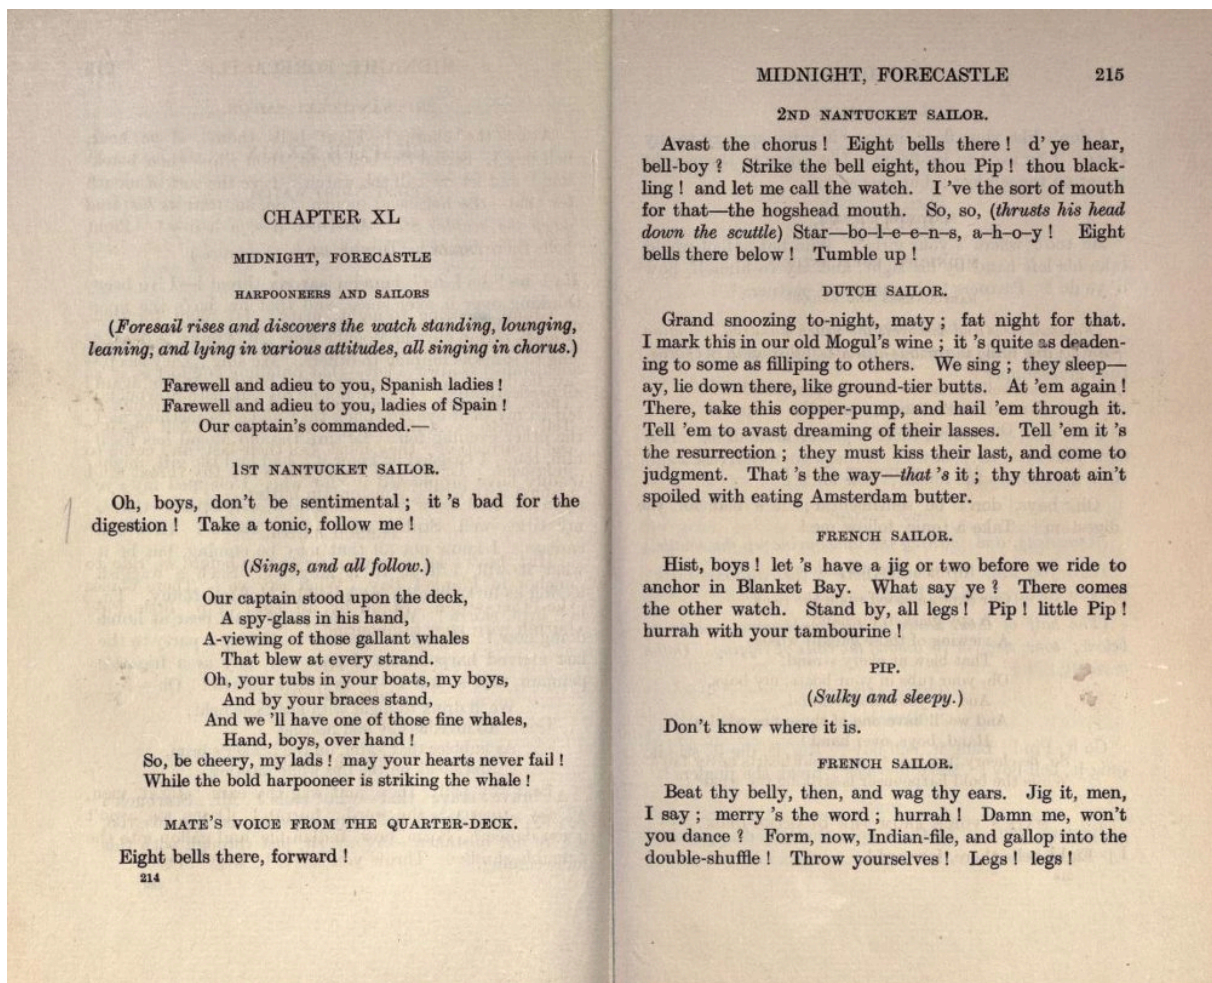 CHAPTER XL
MIDNIGHT, FORECASTLE
HARPOONEERS AND SAILORS
(Foresail rises and discovers the watch standing, lounging,
leaning, and lying in various attitudes, all singing in chorus.)
Farewell and adieu to you, Spanish ladies !
Farewell and adieu to you, ladies of Spain !
Our captain's commanded.—
1ST NANTUCKET SAILOR.
Oh, boys, don't be sentimental ; it 's bad for the
digestion ! Take a tonic, follow me !
(Sings, and all follow.)
Our captain stood upon the deck,
A spy-glass in his hand,
A-viewing of those gallant whales
That blew at every strand.
Oh, your tubs in your boats, my boys,
And by your braces stand,
And we 'll have one of those fine whales,
Hand, boys, over hand !
So, be cheery, my lads ! may your hearts never fail !
While the bold harpooneer is striking the whale !
MATE'S VOICE FROM THE QUARTER-DECK.
Eight bells there, forward !
214
MIDNIGHT, FORECASTLE 215
2ND NANTUCKET SAILOR.
Avast the chorus ! Eight bells there ! d' ye hear,
bell-boy ? Strike the bell eight, thou Pip ! thou black-
ling ! and let me call the watch. I 've the sort of mouth
for that—the hogshead mouth. So, so, (thrusts his head
down the scuttle) Star—bo–l–e–e–n–s, a–h–o–y ! Eight
bells there below ! Tumble up !
DUTCH SAILOR.
Grand snoozing to-night, maty ; fat night for that.
I mark this in our old Mogul's wine ; it 's quite as deaden-
ing to some as filliping to others. We sing ; they sleep—
ay, lie down there, like ground-tier butts. At 'em again !
There, take this copper-pump, and hail 'em through it.
Tell 'em to avast dreaming of their lasses. Tell 'em it 's
the resurrection ; they must kiss their last, and come to
judgment. That 's the way—that 's it ; thy throat ain't
spoiled with eating Amsterdam butter.
FRENCH SAILOR.
Hist, boys ! let 's have a jig or two before we ride to
anchor in Blanket Bay. What say ye ? There comes
the other watch. Stand by, all legs ! Pip ! little Pip !
hurrah with your tambourine !
PIP.
(Sulky and sleepy.)
Don't know where it is.
FRENCH SAILOR.
Beat thy belly, then, and wag thy ears. Jig it, men,
I say ; merry 's the word ; hurrah ! Damn me, won't
you dance ? Form, now, Indian-file, and gallop into the
double-shuffle ! Throw yourselves ! Legs ! legs !